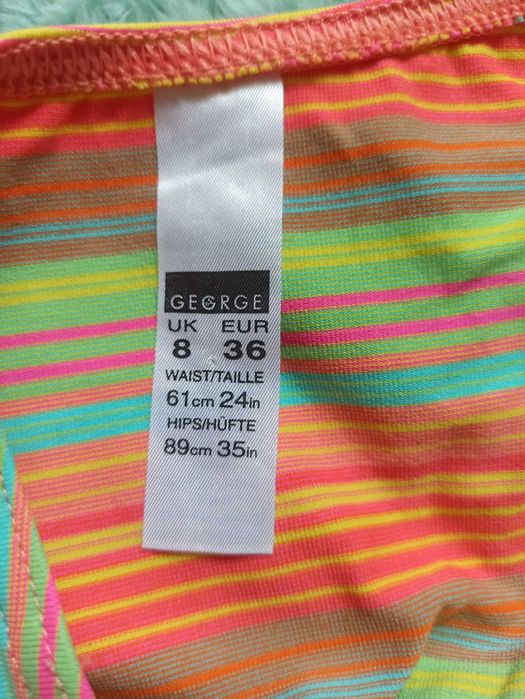 GEORGE
UK EUR
8 36
WAIST/TAILLE
61cm 24in
HIPS/HÜFTE
89cm 35in